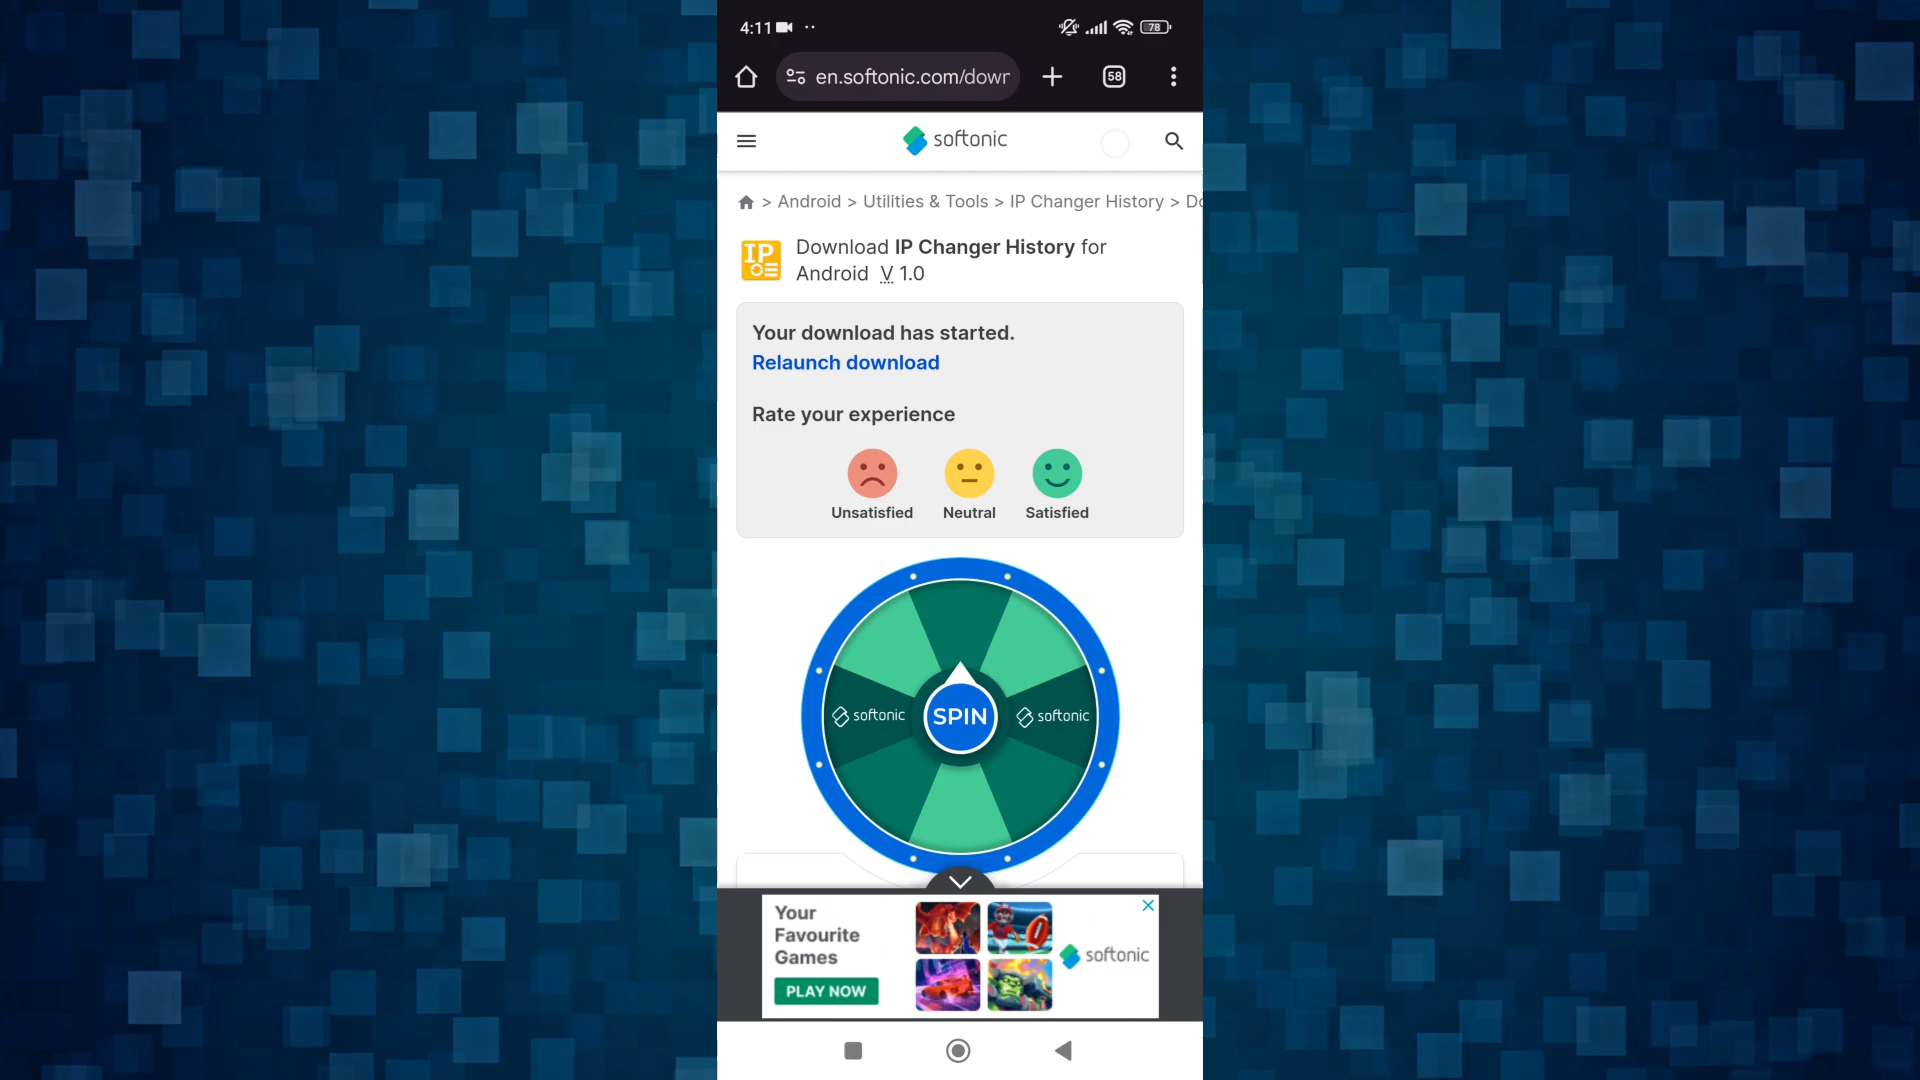 4:11
78
en.softonic.com/dowr
58
softonic
> Android > Utilities & Tools > IP Changer History > Do
IP
Download IP Changer History for
Android V 1.0
Your download has started.
Relaunch download
Rate your experience
Unsatisfied Neutral Satisfied
softonic SPIN softonic
Your
Favourite
Games
PLAY NOW
softonic